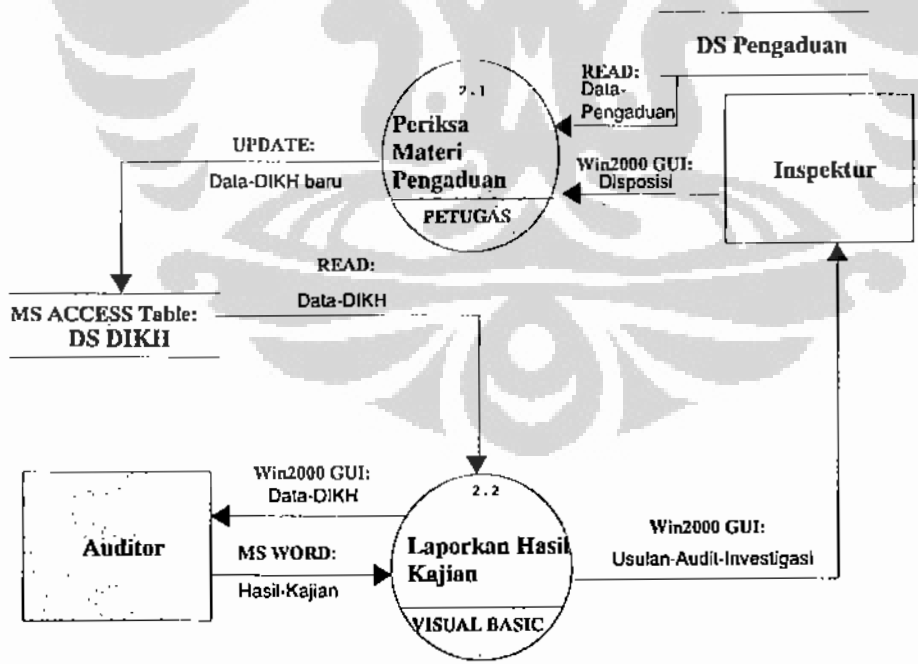 DS Pengaduan
READ:
Data-
Pengaduan
2.1
Periksa
Materi
Pengaduan
PETUGAS
UPDATE:
Data-DIKH baru
Win2000 GUI:
Disposisi
Inspektur
READ:
Data-DIKH
MS ACCESS Table:
DS DIKH
Win2000 GUI:
Data-DIKH
2.2
Auditor
MS WORD:
Hasil-Kajian
Laporkan Hasil
Kajian
VISUAL BASIC
Win2000 GUI:
Usulan-Audit-Investigasi